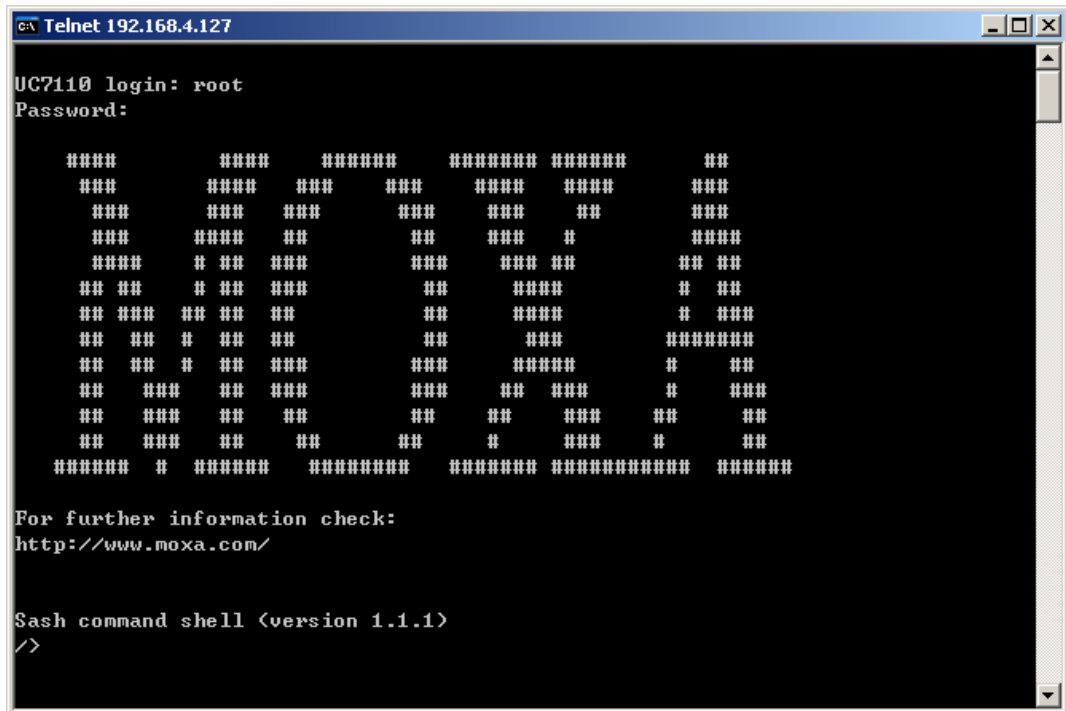 Telnet 192.168.4.127
UC7110 login: root
Password:
MOXA
For further information check:
http://www.moxa.com/
Sash command shell (version 1.1.1)
/>